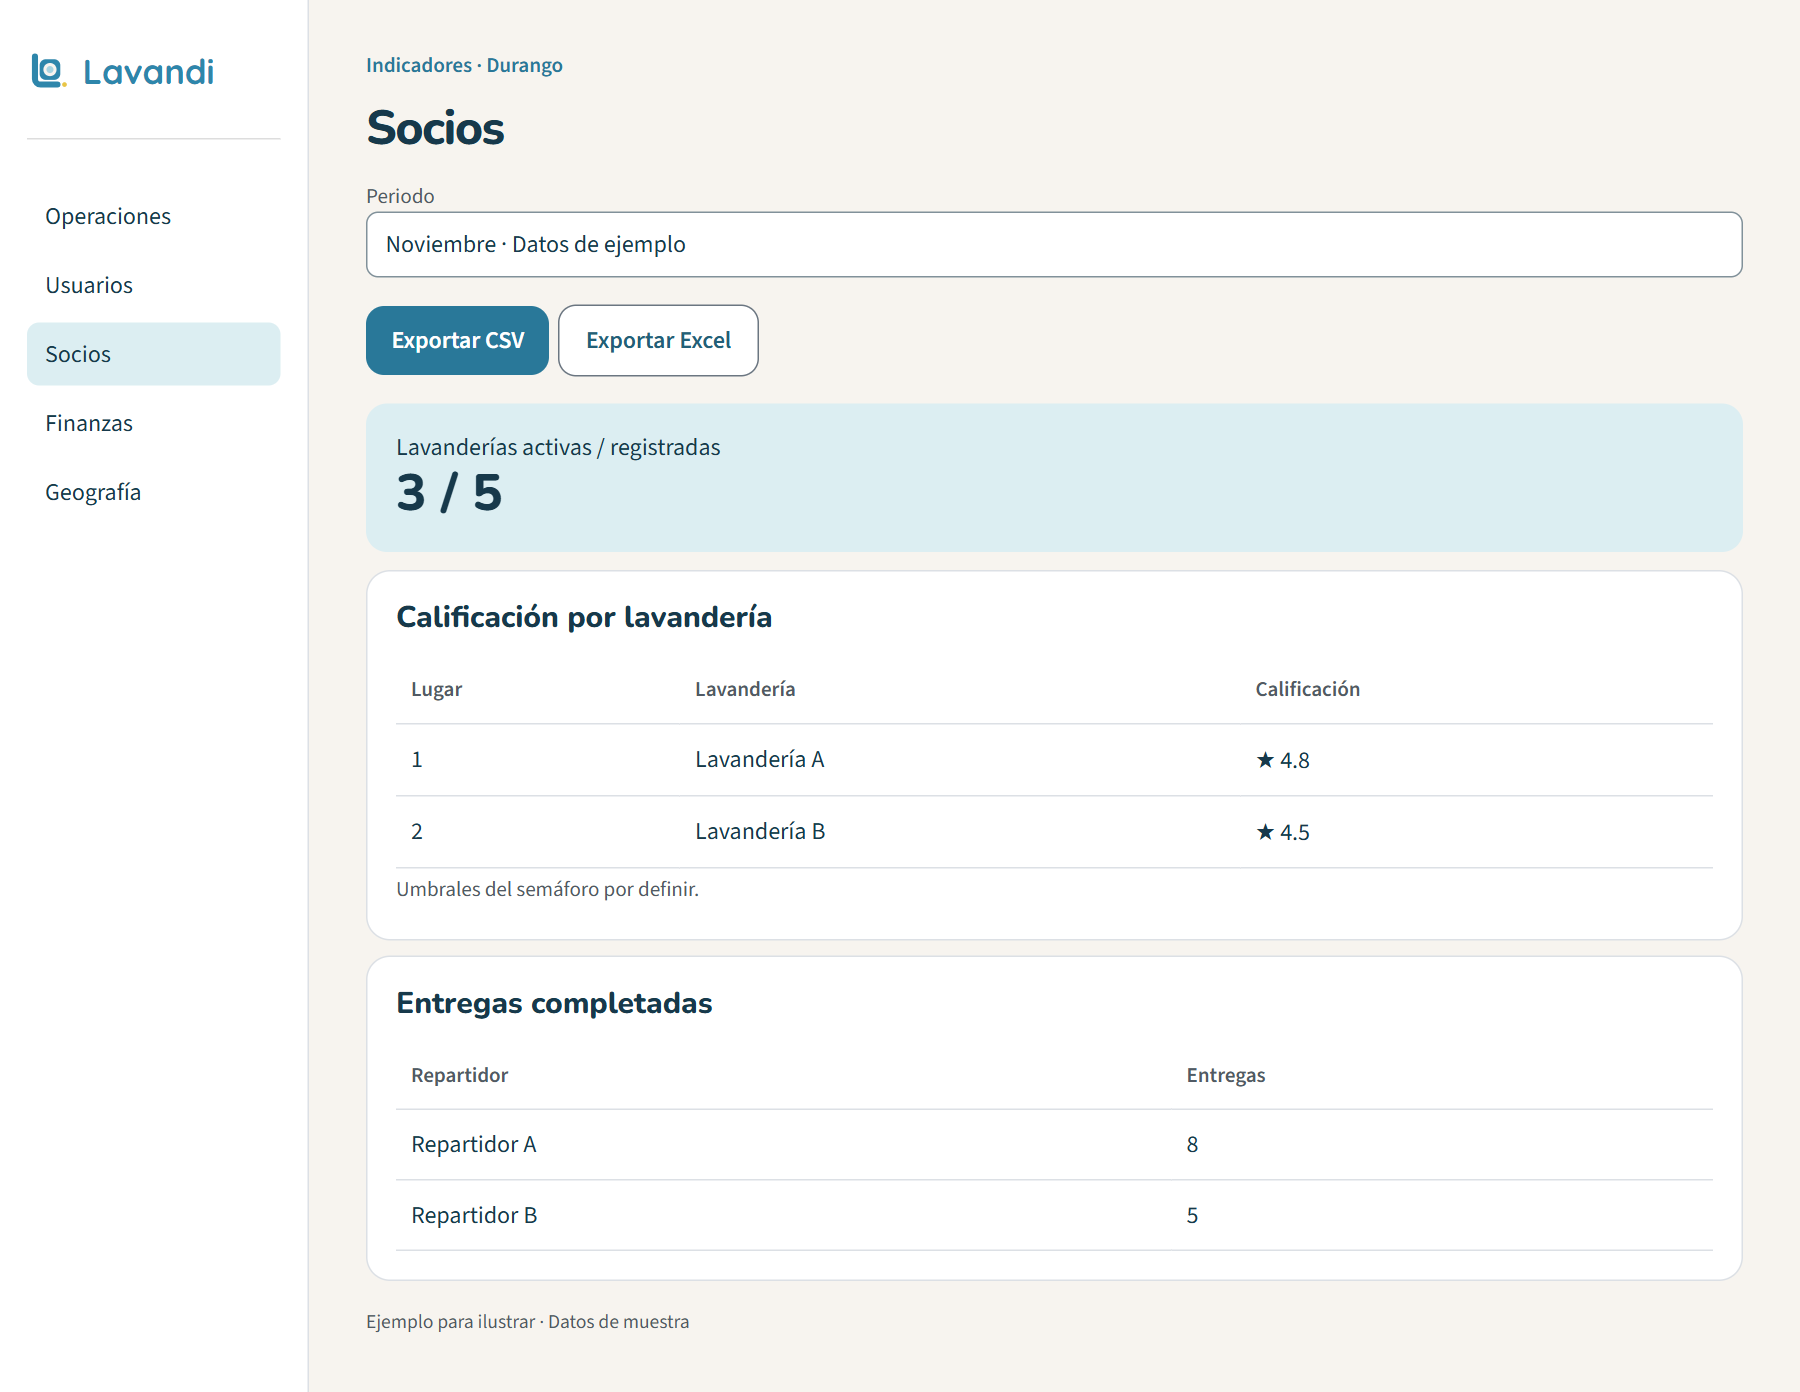 Lavandi
Operaciones
Usuarios
Socios
Finanzas
Geografía
Indicadores · Durango
Socios
Periodo
Noviembre · Datos de ejemplo
Exportar CSV
Exportar Excel
Lavanderías activas / registradas
3 / 5
Calificación por lavandería
Lugar Lavandería Calificación
1 Lavandería A ★ 4.8
2 Lavandería B ★ 4.5
Umbrales del semáforo por definir.
Entregas completadas
Repartidor Entregas
Repartidor A 8
Repartidor B 5
Ejemplo para ilustrar · Datos de muestra